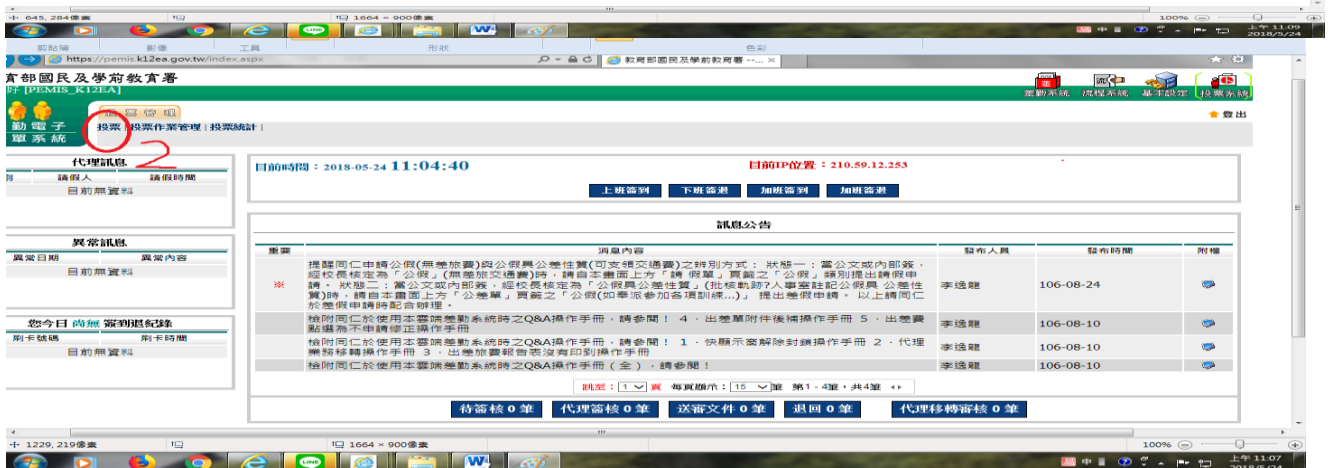 645, 284像素
1664 × 900像素
100%
上午 11:09
2018/5/24
剪貼簿
影像
工具
形狀
色彩
https://pemis.k12ea.gov.tw/index.aspx
教育部國民及學前教育署 --... ×
育部國民及學前教育署
好 [PEMIS_K12EA]
差勤系統 流程系統 基本設定 投票系統
勤電子
單系統
投票 | 投票作業管理 | 投票統計 |
登出
2
代理訊息
別 請假人 請假時間
目前無資料
目前時間：2018-05-24 11:04:40
目前IP位置：210.59.12.253
上班簽到 下班簽退 加班簽到 加班簽退
訊息公告
異常訊息
異常日期 異常內容
目前無資料
重要 消息內容 發布人員 發布時間 附檔
提醒同仁申請公假(無差旅費)與公假具公差性質(可支領交通費)之辨別方式： 狀態一：當公文或內部簽，
經校長核定為「公假」(無差旅交通費)時，請自本畫面上方「請 假單」頁籤之「公假」類別提出請假申
請。 狀態二：當公文或內部簽，經校長核定為「公假具公差性質」(批核軌跡?人事室註記公假具 公差性
質)時，請自本畫面上方「公差單」頁籤之「公假(如奉派參加各項訓練...)」 提出差假申請。 以上請同仁
於差假申請時配合辦理。
※ 李逸龍 106-08-24
您今日 尚無 簽到退紀錄
刷卡號碼 刷卡時間
目前無資料
檢附同仁於使用本雲端差勤系統時之Q&A操作手冊，請參閱！ 4．出差單附件後補操作手冊 5．出差費
點選為不申請修正操作手冊
李逸龍 106-08-10
檢附同仁於使用本雲端差勤系統時之Q&A操作手冊，請參閱！ 1．快顯示窗解除封鎖操作手冊 2．代理
業務移轉操作手冊 3．出差旅費報告表沒有印到操作手冊
李逸龍 106-08-10
檢附同仁於使用本雲端差勤系統時之Q&A操作手冊（全），請參閱！
李逸龍 106-08-10
跳至：1 頁 每頁顯示：15 筆 第1 - 4筆，共4筆
待簽核 0 筆 代理簽核 0 筆 送審文件 0 筆 退回 0 筆 代理移轉審核 0 筆
1229, 219像素
1664 × 900像素
100%
上午 11:07
2018/5/24